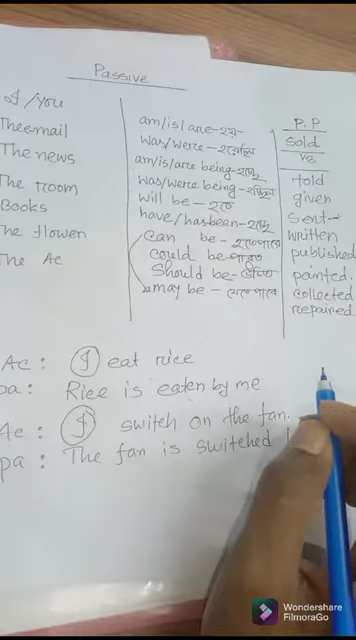 Passive
I/you
The email
The news
The room
Books
The flower
The Ac
am/is/are-হয়
was/were-হয়েছিল
am/is/are being-হচ্ছে
was/were being-হচ্ছিল
will be-হবে
have/has been-হচ্ছে
can be-হতে পারে
could be-পারত
Should be-উচিত
may be-যেতে পারে
P.P
sold
V3
told
given
sent→
written
published
painted.
collected
repaired
Ac: I eat rice
pa: Rice is eaten by me
Ac: I switch on the fan.
pa: The fan is switched
Wondershare
FilmoraGo